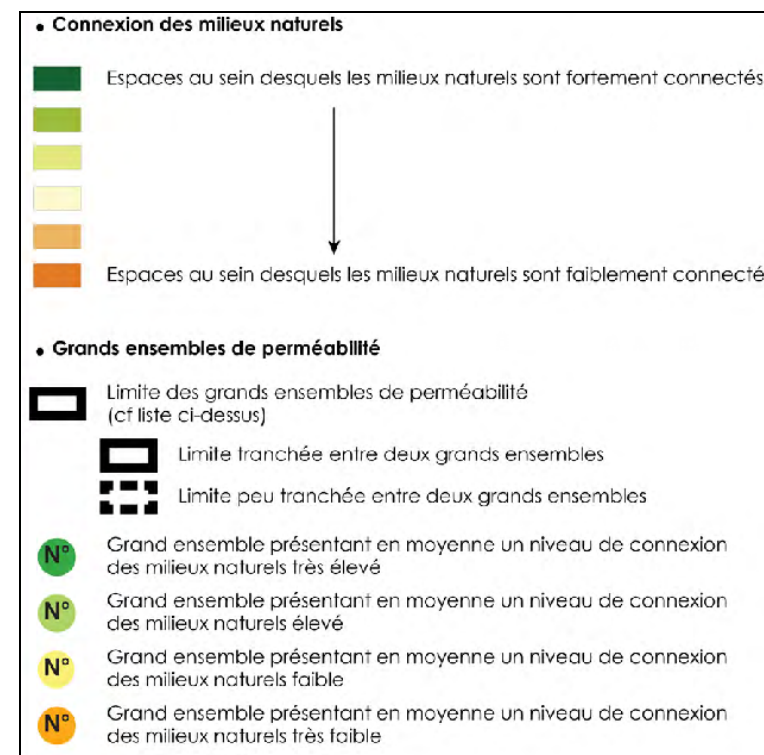 • Connexion des milieux naturels
Espaces au sein desquels les milieux naturels sont fortement connectés
Espaces au sein desquels les milieux naturels sont faiblement connecté
• Grands ensembles de perméabilité
Limite des grands ensembles de perméabilité
(cf liste ci-dessus)
Limite tranchée entre deux grands ensembles
Limite peu tranchée entre deux grands ensembles
N° Grand ensemble présentant en moyenne un niveau de connexion
des milieux naturels très élevé
N° Grand ensemble présentant en moyenne un niveau de connexion
des milieux naturels élevé
N° Grand ensemble présentant en moyenne un niveau de connexion
des milieux naturels faible
N° Grand ensemble présentant en moyenne un niveau de connexion
des milieux naturels très faible